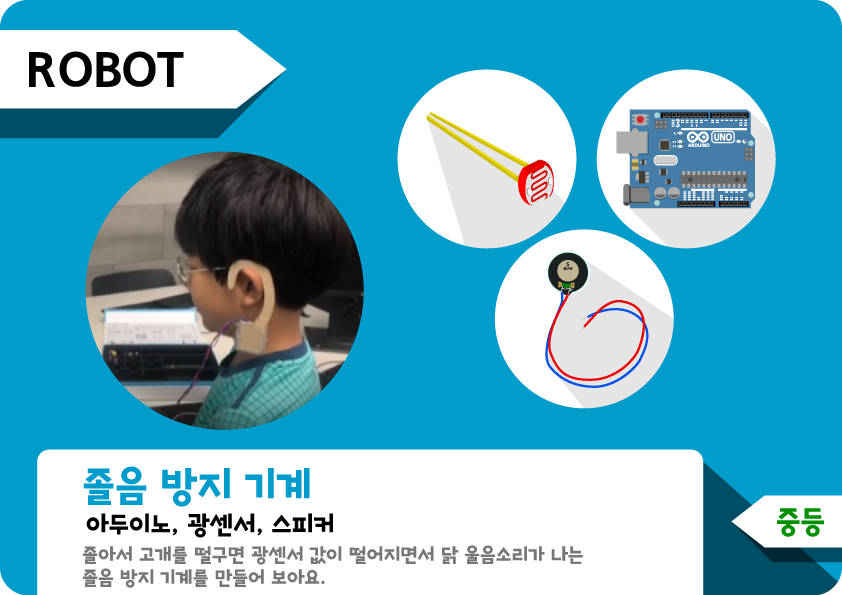 ROBOT
ARDUINO
UNO
졸음 방지 기계
아두이노, 광센서, 스피커
졸아서 고개를 떨구면 광센서 값이 떨어지면서 닭 울음소리가 나는
졸음 방지 기계를 만들어 보아요.
중등